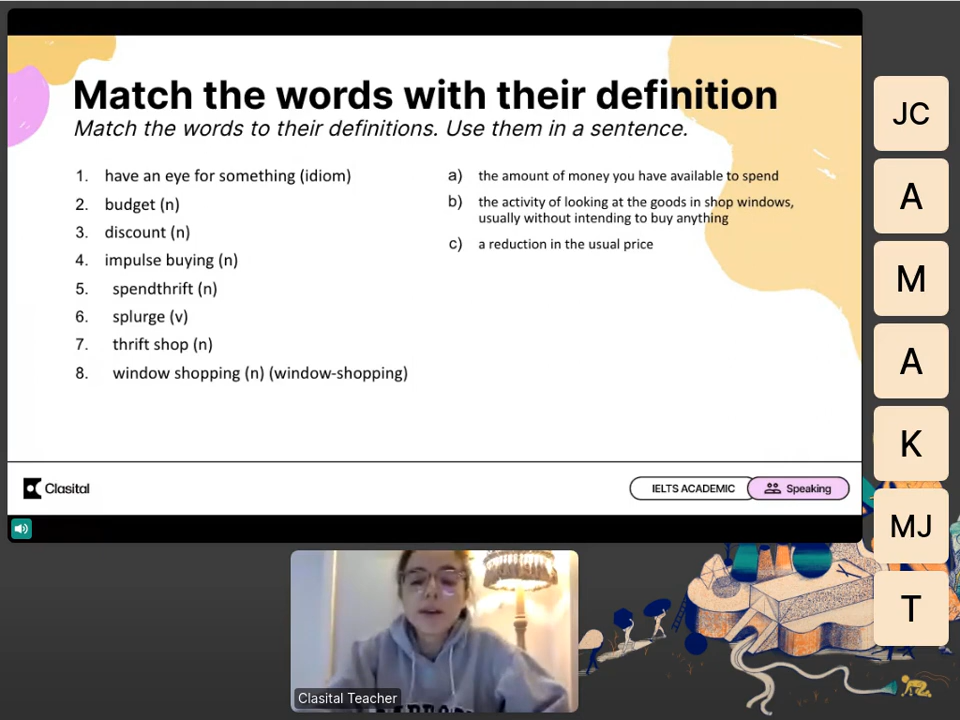 Match the words with their definition
Match the words to their definitions. Use them in a sentence.
1. have an eye for something (idiom)
2. budget (n)
3. discount (n)
4. impulse buying (n)
5. spendthrift (n)
6. splurge (v)
7. thrift shop (n)
8. window shopping (n) (window-shopping)
a) the amount of money you have available to spend
b) the activity of looking at the goods in shop windows,
usually without intending to buy anything
c) a reduction in the usual price
Clasital
IELTS ACADEMIC
Speaking
JC
A
M
A
K
MJ
T
Clasital Teacher